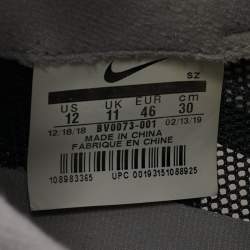 SZ
US UK EUR cm
12 11 46 30
12/18/18 BV0073-001 02/13/19
MADE IN CHINA
FABRIQUE EN CHINE
108983365 UPC 00193151088925